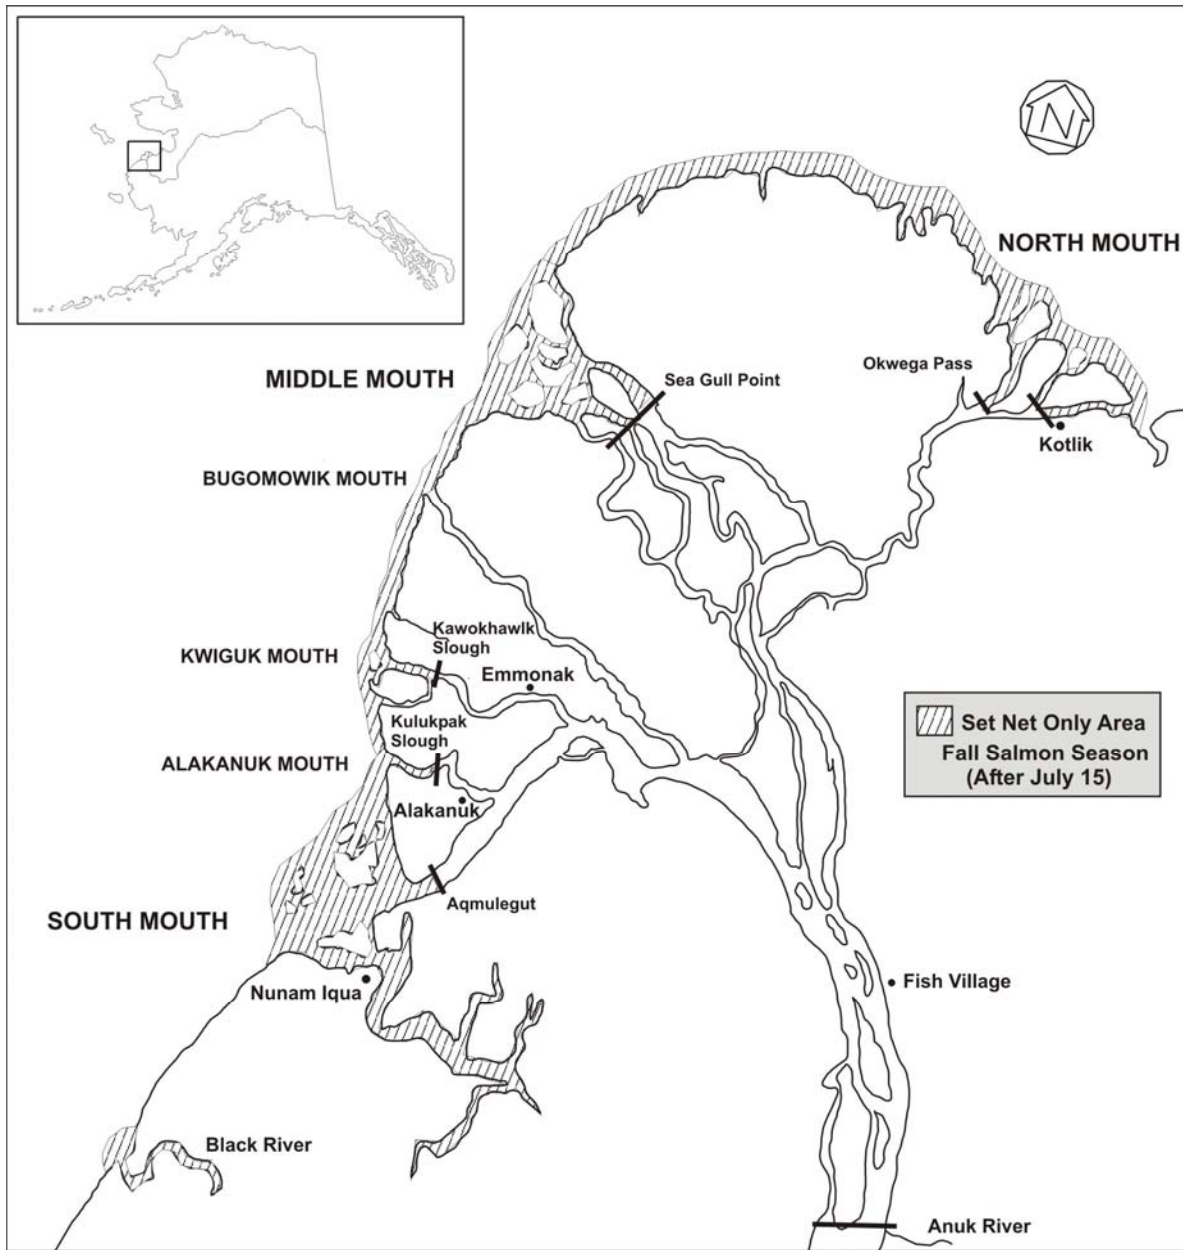 N
NORTH MOUTH
Okwega Pass
Sea Gull Point
MIDDLE MOUTH
Kotlik
BUGOMOWIK MOUTH
Kawokhawlk
Slough
KWIGUK MOUTH
Emmonak
Kulukpak
Slough
Set Net Only Area
Fall Salmon Season
(After July 15)
ALAKANUK MOUTH
Alakanuk
Aqmulegut
SOUTH MOUTH
Fish Village
Nunam Iqua
Black River
Anuk River